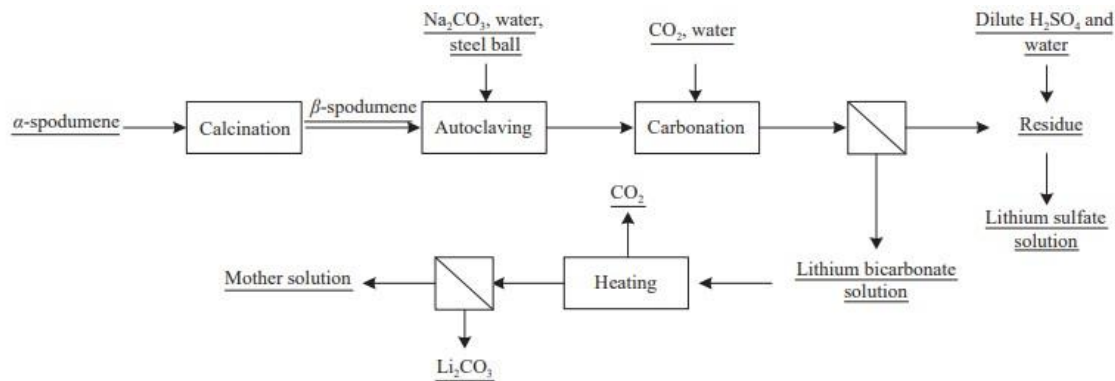 Na₂CO₃, water,
steel ball
CO₂, water
Dilute H₂SO₄ and
water
α-spodumene
Calcination
β-spodumene
Autoclaving
Carbonation
Residue
CO₂
Lithium sulfate
solution
Mother solution
Heating
Lithium bicarbonate
solution
Li₂CO₃